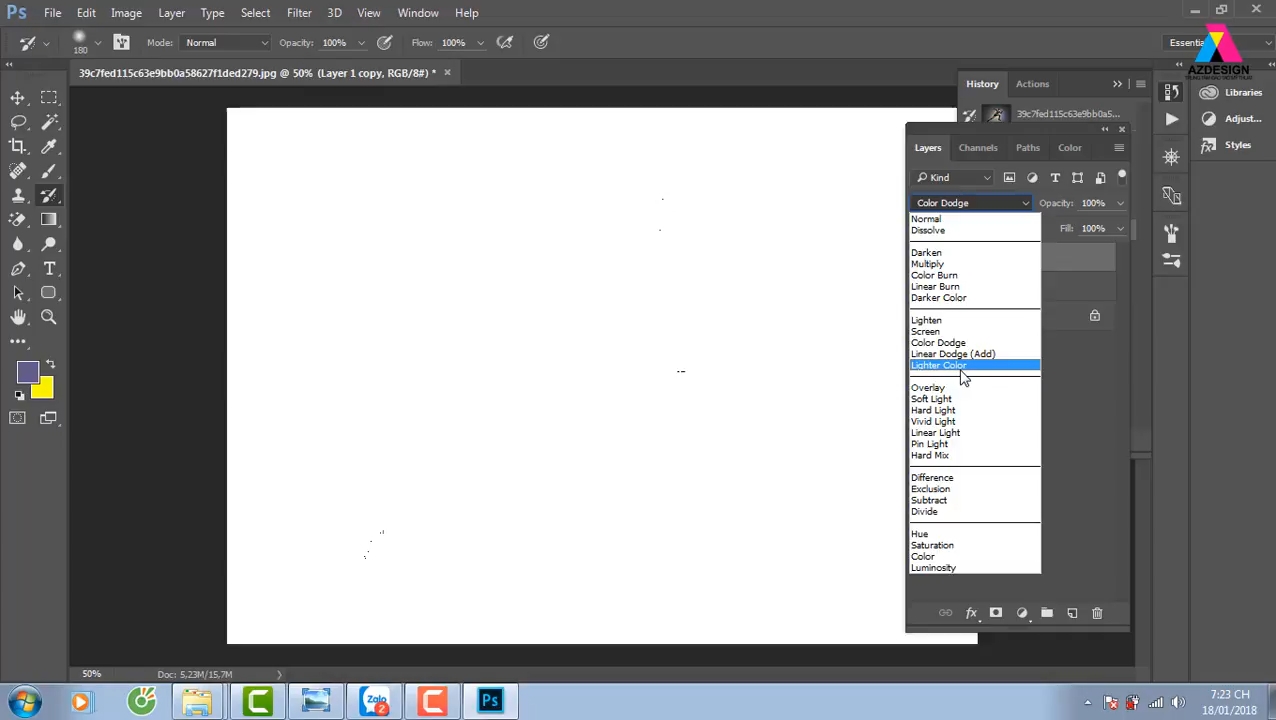 Ps File Edit Image Layer Type Select Filter 3D View Window Help
180 Mode: Normal Opacity: 100% Flow: 100% Essenti
AZDESIGN
39c7fed115c63e9bb0a58627f1ded279.jpg @ 50% (Layer 1 copy, RGB/8#) *
History Actions
39c7fed115c63e9bb0a5...
Libraries
Adjust...
Styles
Layers Channels Paths Color
Kind
Color Dodge Opacity: 100%
Fill: 100%
Normal
Dissolve
Darken
Multiply
Color Burn
Linear Burn
Darker Color
Lighten
Screen
Color Dodge
Linear Dodge (Add)
Lighter Color
Overlay
Soft Light
Hard Light
Vivid Light
Linear Light
Pin Light
Hard Mix
Difference
Exclusion
Subtract
Divide
Hue
Saturation
Color
Luminosity
fx
50% Doc: 5,23M/15,7M
Zalo
2
Ps
7:23 CH
18/01/2018